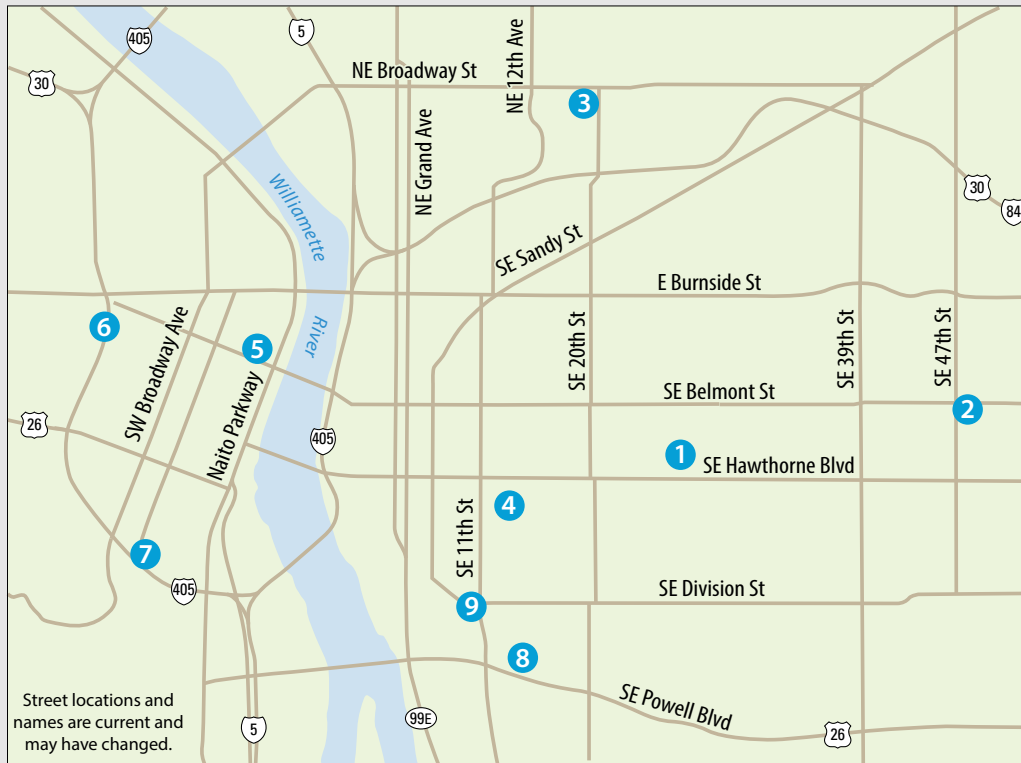 405
5
30
NE Broadway St
NE 12th Ave
3
NE Grand Ave
30
84
Williamette
River
SE Sandy St
E Burnside St
6
SW Broadway Ave
5
Naito Parkway
SE 20th St
SE 39th St
SE 47th St
SE Belmont St
2
26
405
1
SE Hawthorne Blvd
4
SE 11th St
7
405
SE Division St
9
8
SE Powell Blvd
Street locations and
names are current and
may have changed.
5
99E
26